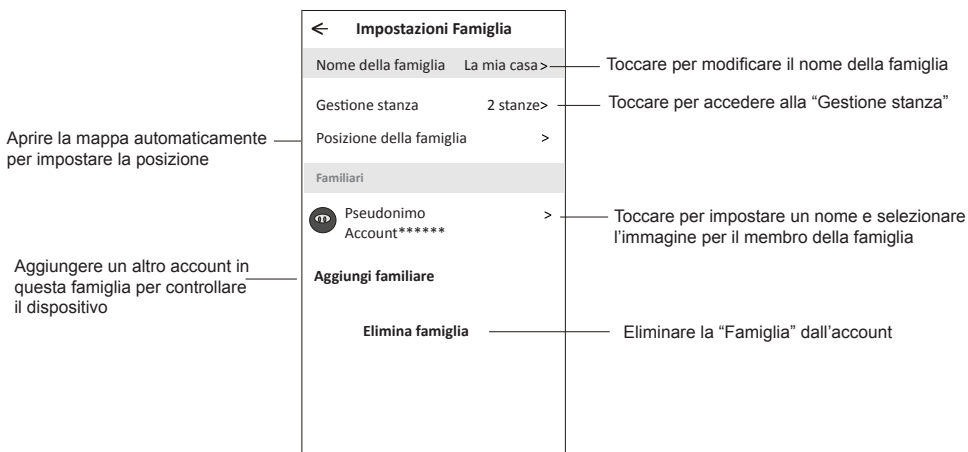 Impostazioni Famiglia
Nome della famiglia La mia casa >
Toccare per modificare il nome della famiglia
Gestione stanza 2 stanze>
Toccare per accedere alla “Gestione stanza”
Aprire la mappa automaticamente
per impostare la posizione
Posizione della famiglia >
Familiari
Pseudonimo >
Account******
Toccare per impostare un nome e selezionare
l’immagine per il membro della famiglia
Aggiungere un altro account in
questa famiglia per controllare
il dispositivo
Aggiungi familiare
Elimina famiglia
Eliminare la “Famiglia” dall’account